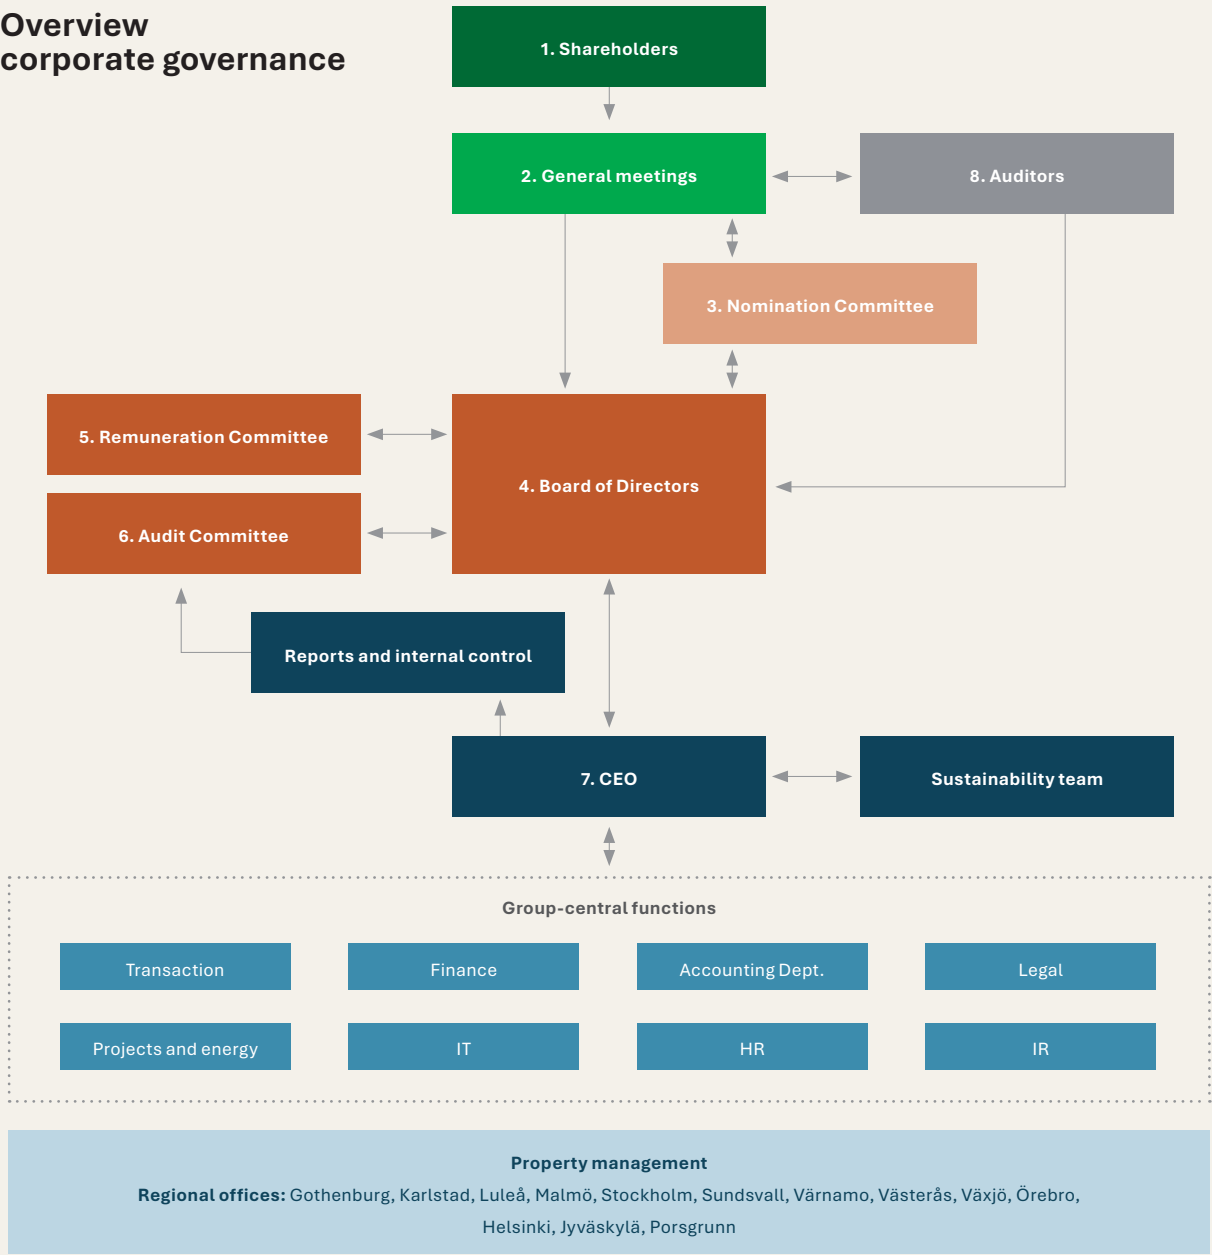 Overview
corporate governance
1. Shareholders
2. General meetings
8. Auditors
3. Nomination Committee
5. Remuneration Committee
4. Board of Directors
6. Audit Committee
Reports and internal control
7. CEO
Sustainability team
Group-central functions
Transaction
Finance
Accounting Dept.
Legal
Projects and energy
IT
HR
IR
Property management
Regional offices: Gothenburg, Karlstad, Luleå, Malmö, Stockholm, Sundsvall, Värnamo, Västerås, Växjö, Örebro,
Helsinki, Jyväskylä, Porsgrunn